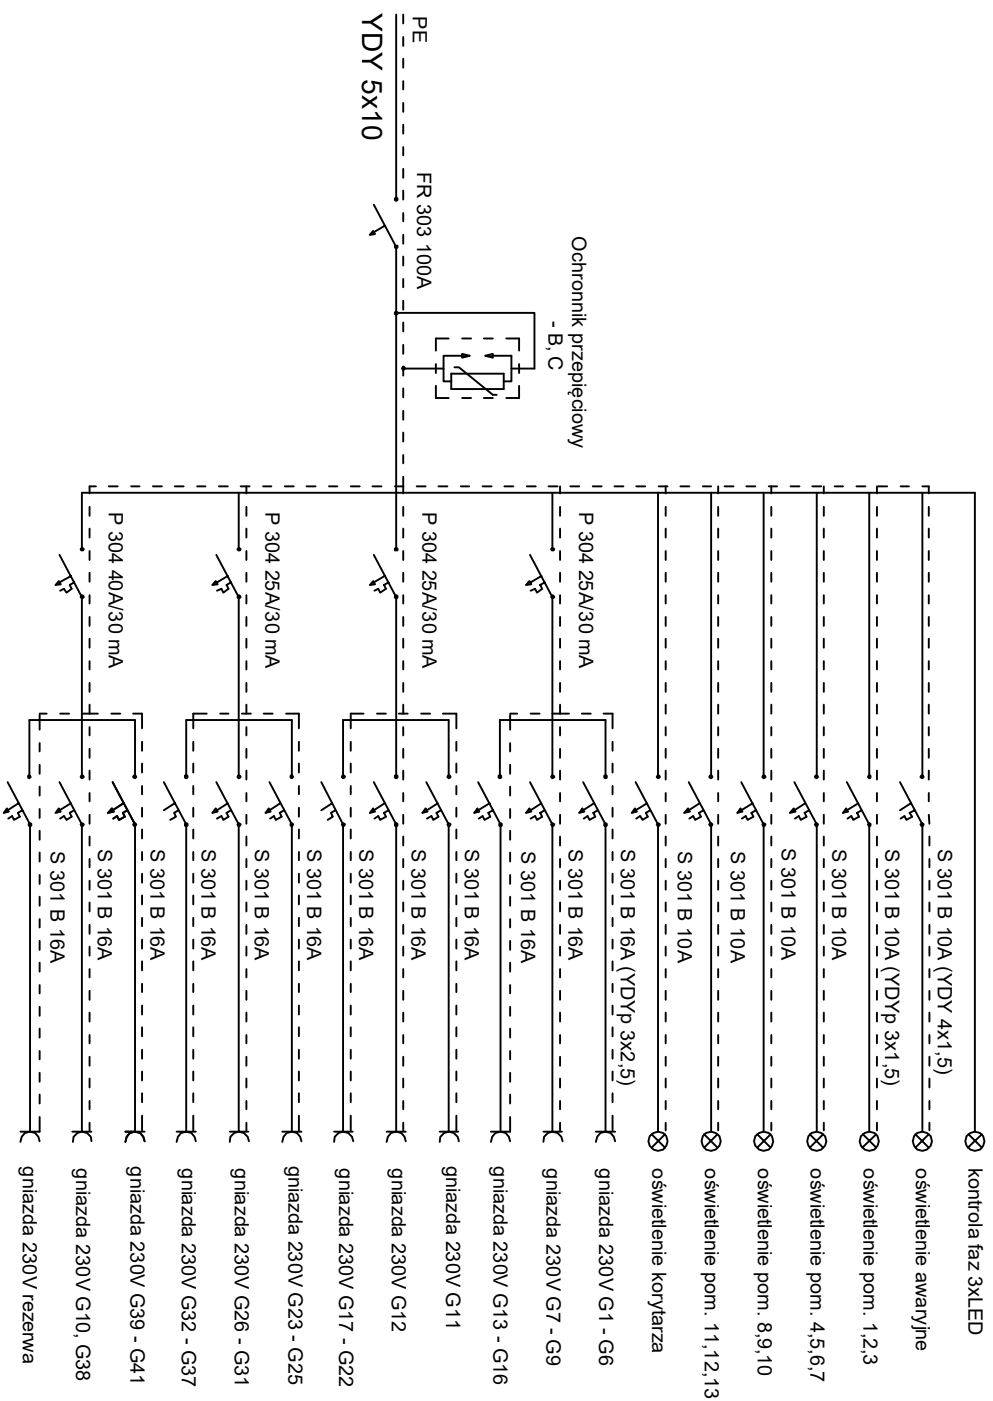 PE
YDY 5x10
FR 303 100A
Ochronnik przepięciowy
- B, C
P 304 25A/30 mA
P 304 25A/30 mA
P 304 25A/30 mA
P 304 40A/30 mA
S 301 B 10A (YDY 4x1,5)
S 301 B 10A (YDYp 3x1,5)
S 301 B 10A
S 301 B 10A
S 301 B 10A
S 301 B 10A
S 301 B 16A (YDYp 3x2,5)
S 301 B 16A
S 301 B 16A
S 301 B 16A
S 301 B 16A
S 301 B 16A
S 301 B 16A
S 301 B 16A
S 301 B 16A
S 301 B 16A
S 301 B 16A
S 301 B 16A
kontrola faz 3xLED
oświetlenie awaryjne
oświetlenie pom. 1,2,3
oświetlenie pom. 4,5,6,7
oświetlenie pom. 8,9,10
oświetlenie pom. 11,12,13
oświetlenie korytarza
gniazda 230V G1 - G6
gniazda 230V G7 - G9
gniazda 230V G13 - G16
gniazda 230V G11
gniazda 230V G12
gniazda 230V G17 - G22
gniazda 230V G23 - G25
gniazda 230V G26 - G31
gniazda 230V G32 - G37
gniazda 230V G39 - G41
gniazda 230V G10, G38
gniazda 230V rezerwa